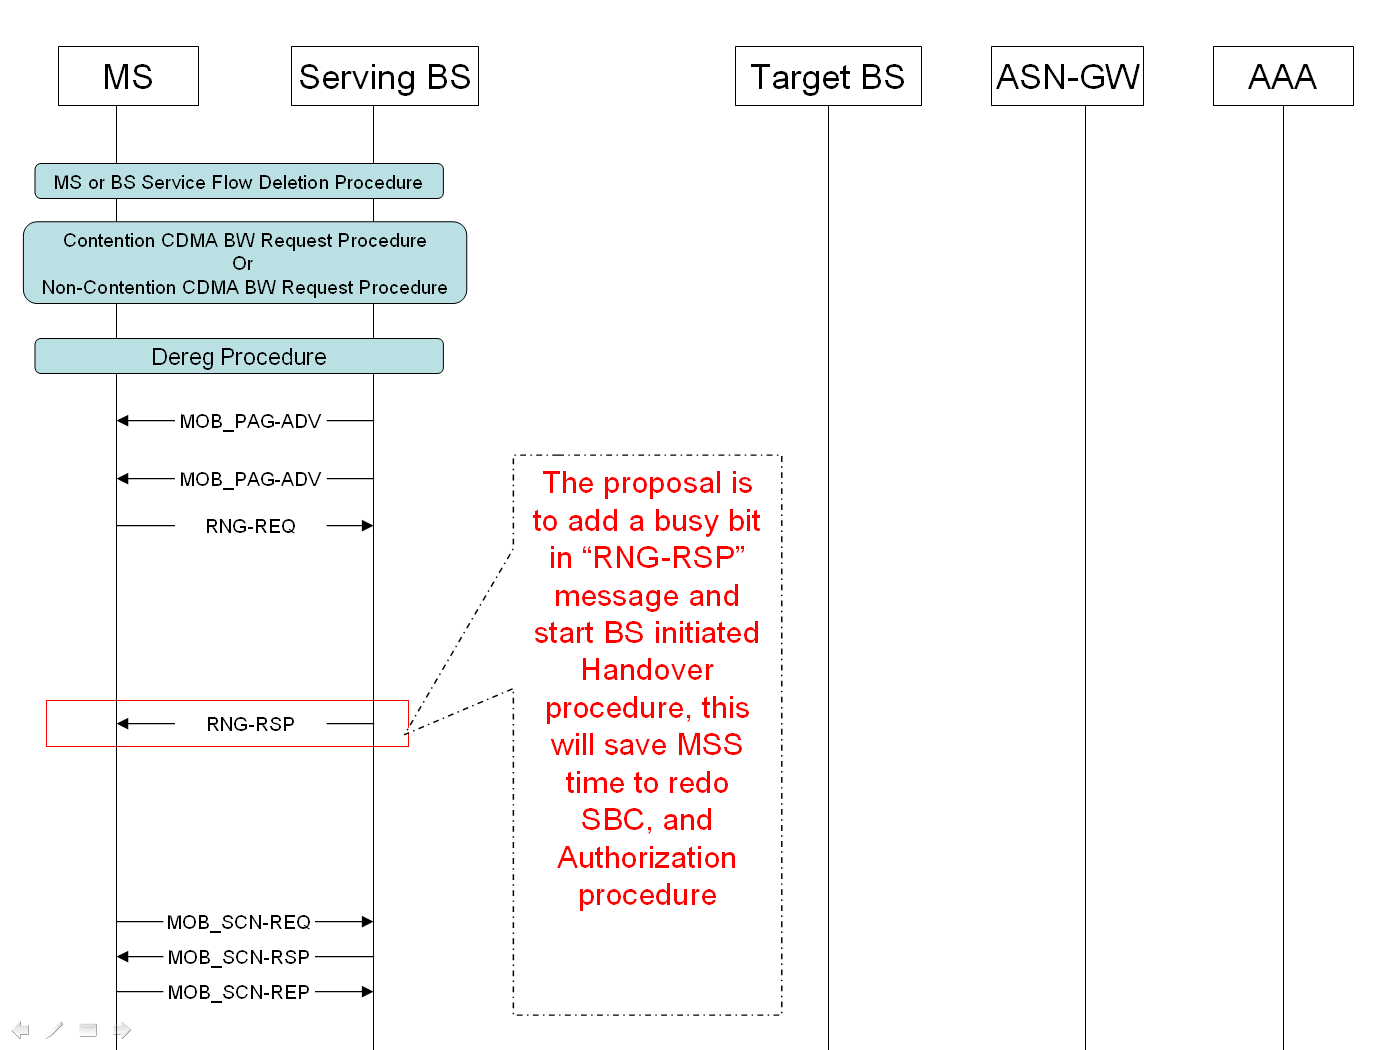 MS
Serving BS
Target BS
ASN-GW
AAA
MS or BS Service Flow Deletion Procedure
Contention CDMA BW Request Procedure
Or
Non-Contention CDMA BW Request Procedure
Dereg Procedure
MOB_PAG-ADV
MOB_PAG-ADV
RNG-REQ
The proposal is
to add a busy bit
in “RNG-RSP”
message and
start BS initiated
Handover
procedure, this
will save MSS
time to redo
SBC, and
Authorization
procedure
RNG-RSP
MOB_SCN-REQ
MOB_SCN-RSP
MOB_SCN-REP